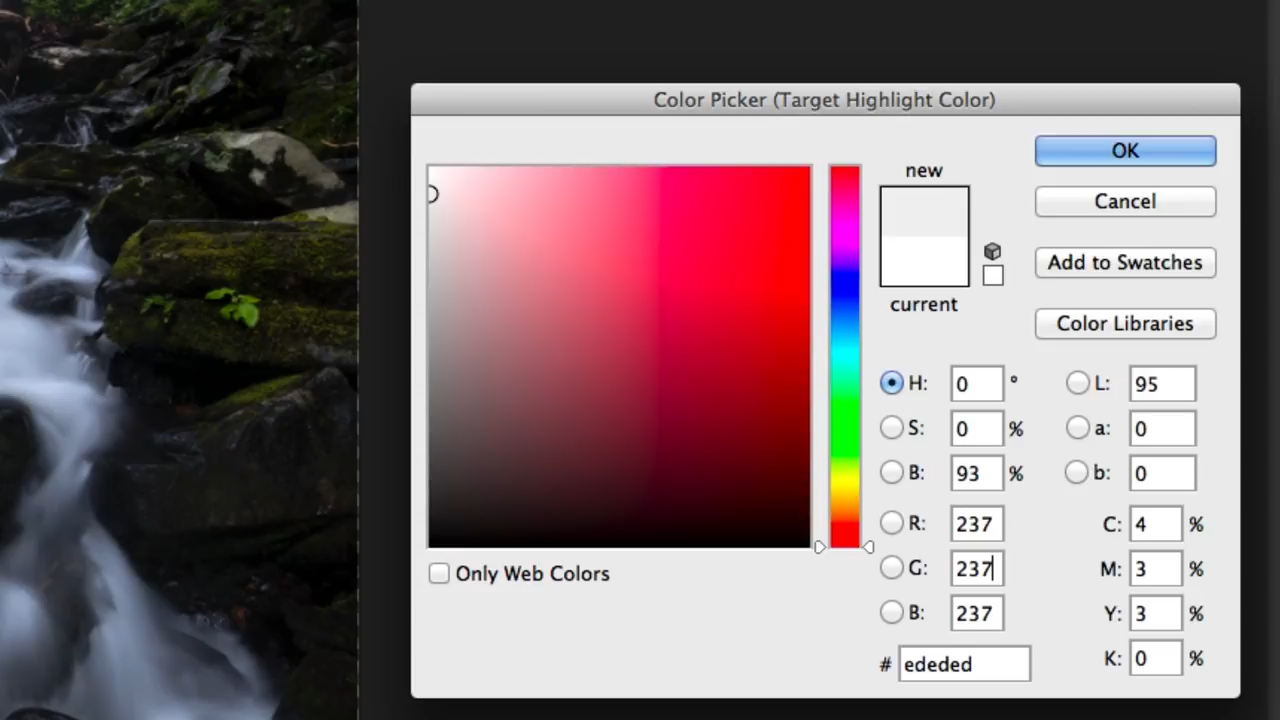 Color Picker (Target Highlight Color)
new
current
OK
Cancel
Add to Swatches
Color Libraries
H: 0 °
S: 0 %
B: 93 %
R: 237
G: 237
B: 237
# ededed
L: 95
a: 0
b: 0
C: 4 %
M: 3 %
Y: 3 %
K: 0 %
Only Web Colors